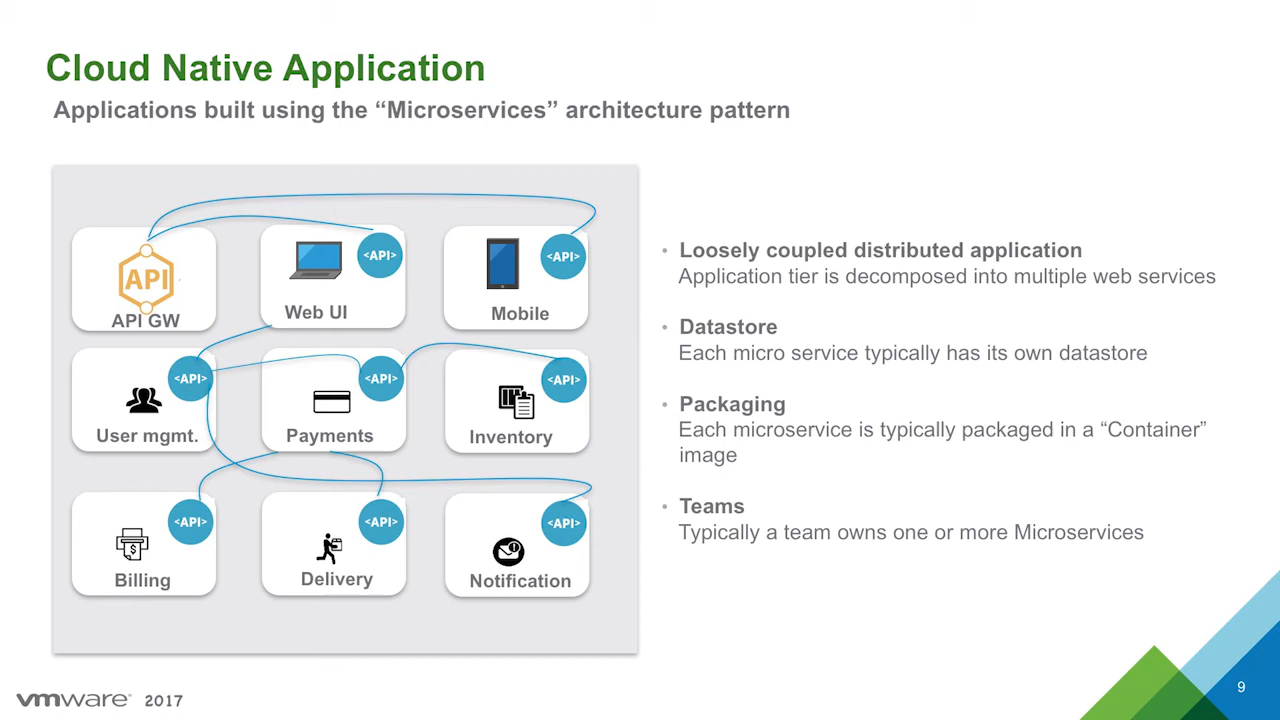 Cloud Native Application
Applications built using the “Microservices” architecture pattern
<API>
<API>
API
API GW
Web UI
Mobile
<API>
<API>
<API>
User mgmt.
Payments
Inventory
<API>
<API>
<API>
$
Billing
Delivery
Notification
• Loosely coupled distributed application
Application tier is decomposed into multiple web services
• Datastore
Each micro service typically has its own datastore
• Packaging
Each microservice is typically packaged in a “Container”
image
• Teams
Typically a team owns one or more Microservices
vmware 2017
9